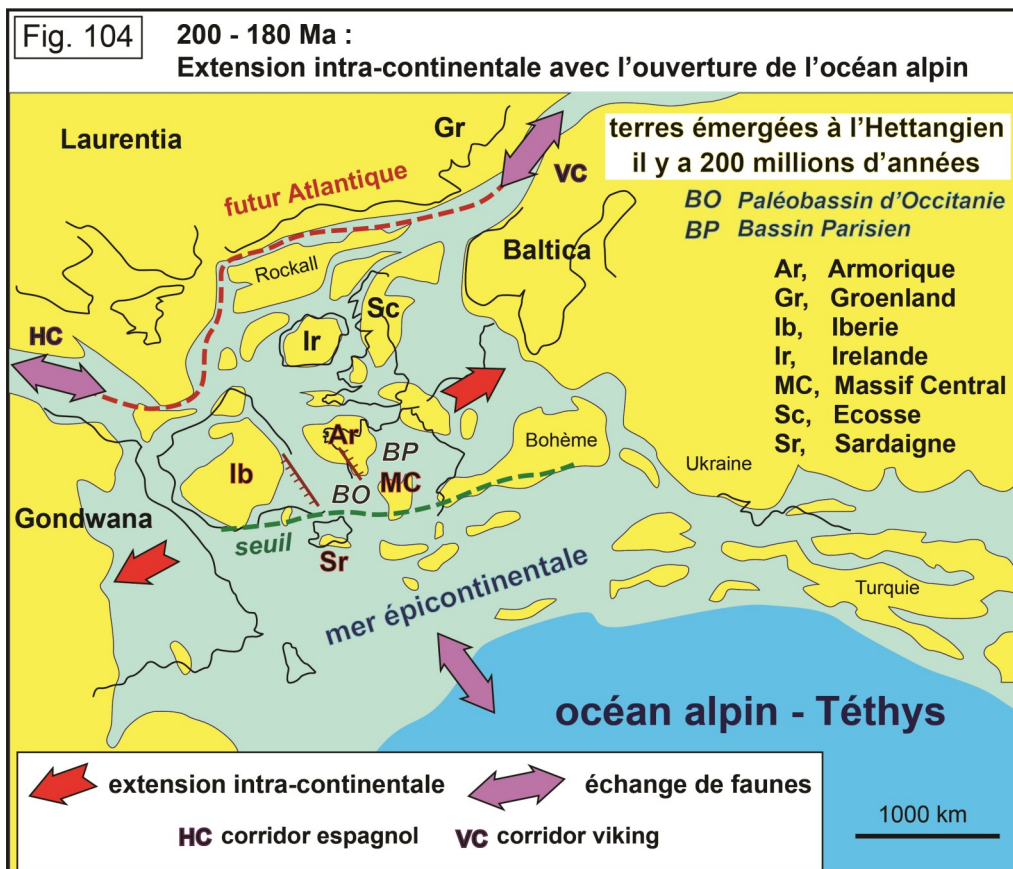 Fig. 104
200 - 180 Ma :
Extension intra-continentale avec l'ouverture de l'océan alpin
Laurentia
Gr
terres émergées à l'Hettangien
il y a 200 millions d'années
VC
futur Atlantique
BO Paléobassin d'Occitanie
BP Bassin Parisien
Baltica
Rockall
Ar, Armorique
Gr, Groenland
Ib, Iberie
Ir, Irelande
MC, Massif Central
Sc, Ecosse
Sr, Sardaigne
Sc
HC
Ir
Ar
BP
Bohème
Ib
MC
Ukraine
BO
Gondwana
seuil
Sr
mer épicontinentale
Turquie
océan alpin - Téthys
extension intra-continentale
échange de faunes
1000 km
HC corridor espagnol
VC corridor viking